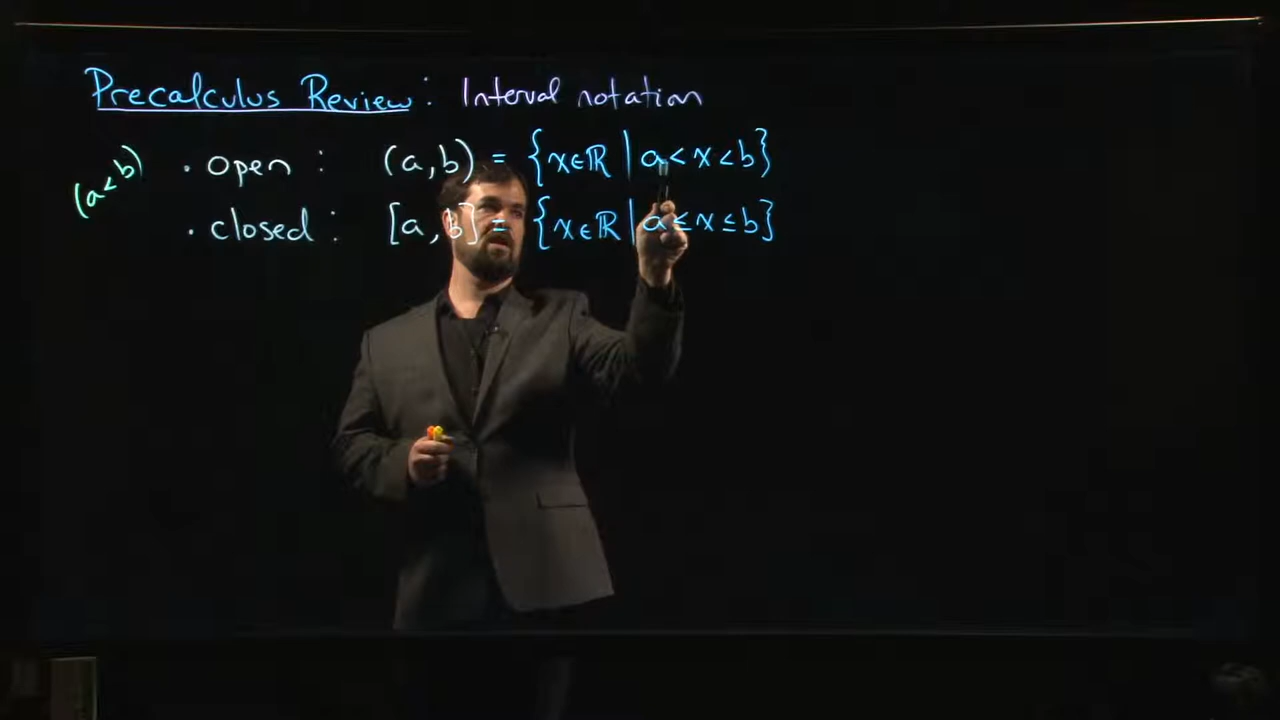 Precalculus Review: Interval notation
(a<b) · open : (a,b) = {x∈ℝ | a<x<b}
· closed : [a,b] = {x∈ℝ | a≤x≤b}